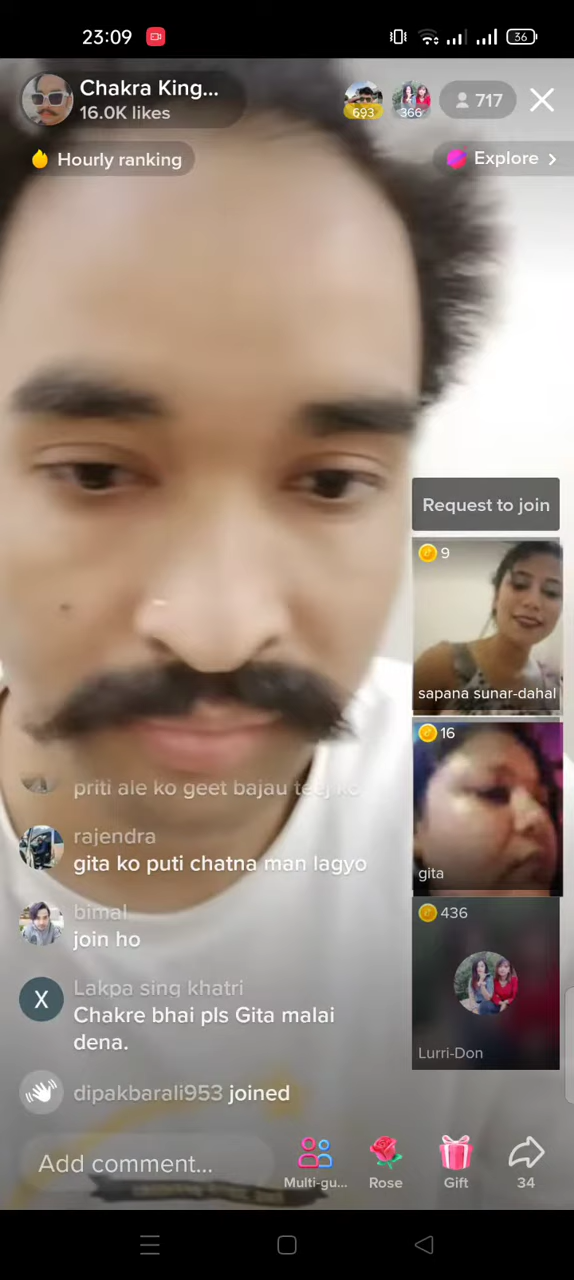 23:09
36
Chakra King...
16.0K likes
693
366
717
Hourly ranking
Explore >
Request to join
9
sapana sunar-dahal
16
gita
436
Lurri-Don
priti ale ko geet bajau teej ko
rajendra
gita ko puti chatna man lagyo
bimal
join ho
X
Lakpa sing khatri
Chakre bhai pls Gita malai
dena.
dipakbarali953 joined
Add comment...
Multi-gu...
Rose
Gift
34